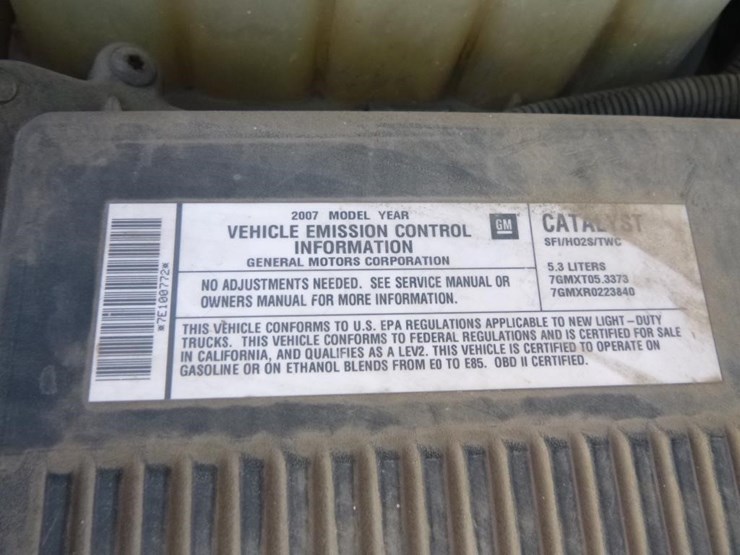 *7E100772*
2007 MODEL YEAR
VEHICLE EMISSION CONTROL
INFORMATION
GENERAL MOTORS CORPORATION
GM
NO ADJUSTMENTS NEEDED. SEE SERVICE MANUAL OR
OWNERS MANUAL FOR MORE INFORMATION.
CATALYST
SFI/HO2S/TWC
5.3 LITERS
7GMXT05.3373
7GMXR0223840
THIS VEHICLE CONFORMS TO U.S. EPA REGULATIONS APPLICABLE TO NEW LIGHT-DUTY
TRUCKS. THIS VEHICLE CONFORMS TO FEDERAL REGULATIONS AND IS CERTIFIED FOR SALE
IN CALIFORNIA, AND QUALIFIES AS A LEV2. THIS VEHICLE IS CERTIFIED TO OPERATE ON
GASOLINE OR ON ETHANOL BLENDS FROM E0 TO E85. OBD II CERTIFIED.